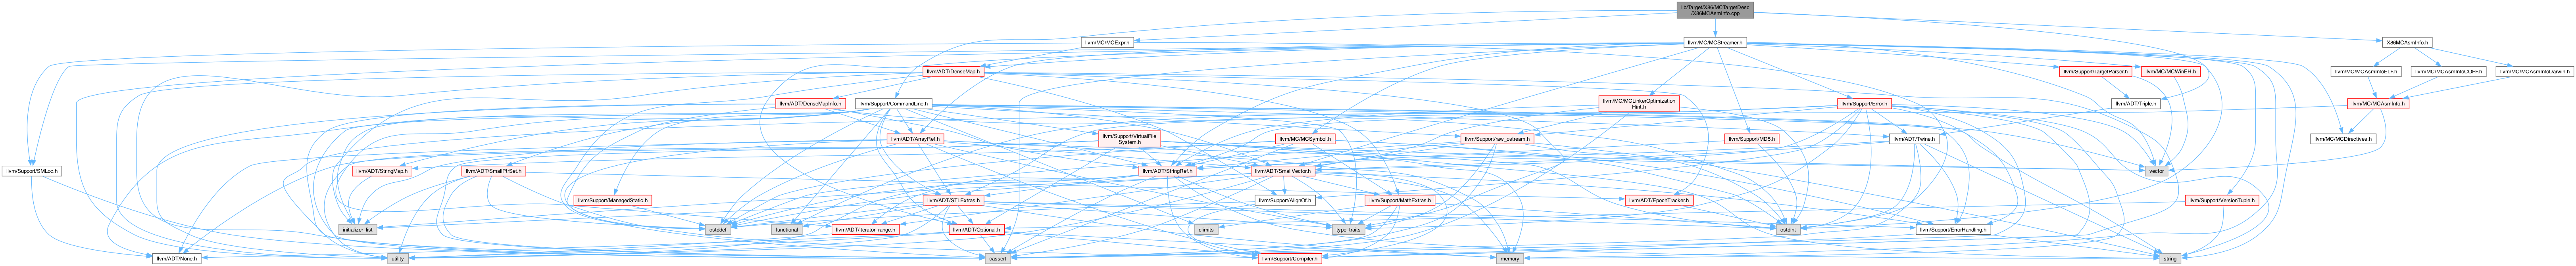 lib/Target/X86/MCTargetDesc
/X86MCAsmInfo.cpp
llvm/MC/MCExpr.h
llvm/MC/MCStreamer.h
X86MCAsmInfo.h
llvm/ADT/DenseMap.h
llvm/Support/TargetParser.h
llvm/MC/MCWinEH.h
llvm/MC/MCAsmInfoELF.h
llvm/MC/MCAsmInfoCOFF.h
llvm/MC/MCAsmInfoDarwin.h
llvm/ADT/DenseMapInfo.h
llvm/Support/CommandLine.h
llvm/MC/MCLinkerOptimization
Hint.h
llvm/Support/Error.h
llvm/ADT/Triple.h
llvm/MC/MCAsmInfo.h
llvm/ADT/ArrayRef.h
llvm/Support/VirtualFile
System.h
llvm/MC/MCSymbol.h
llvm/Support/raw_ostream.h
llvm/Support/MD5.h
llvm/ADT/Twine.h
llvm/MC/MCDirectives.h
llvm/Support/SMLoc.h
llvm/ADT/StringMap.h
llvm/ADT/SmallPtrSet.h
llvm/ADT/StringRef.h
llvm/ADT/SmallVector.h
vector
llvm/Support/ManagedStatic.h
llvm/ADT/STLExtras.h
llvm/Support/AlignOf.h
llvm/Support/MathExtras.h
llvm/ADT/EpochTracker.h
llvm/Support/VersionTuple.h
initializer_list
cstddef
functional
llvm/ADT/iterator_range.h
llvm/ADT/Optional.h
climits
type_traits
cstdint
llvm/Support/ErrorHandling.h
llvm/ADT/None.h
utility
cassert
llvm/Support/Compiler.h
memory
string